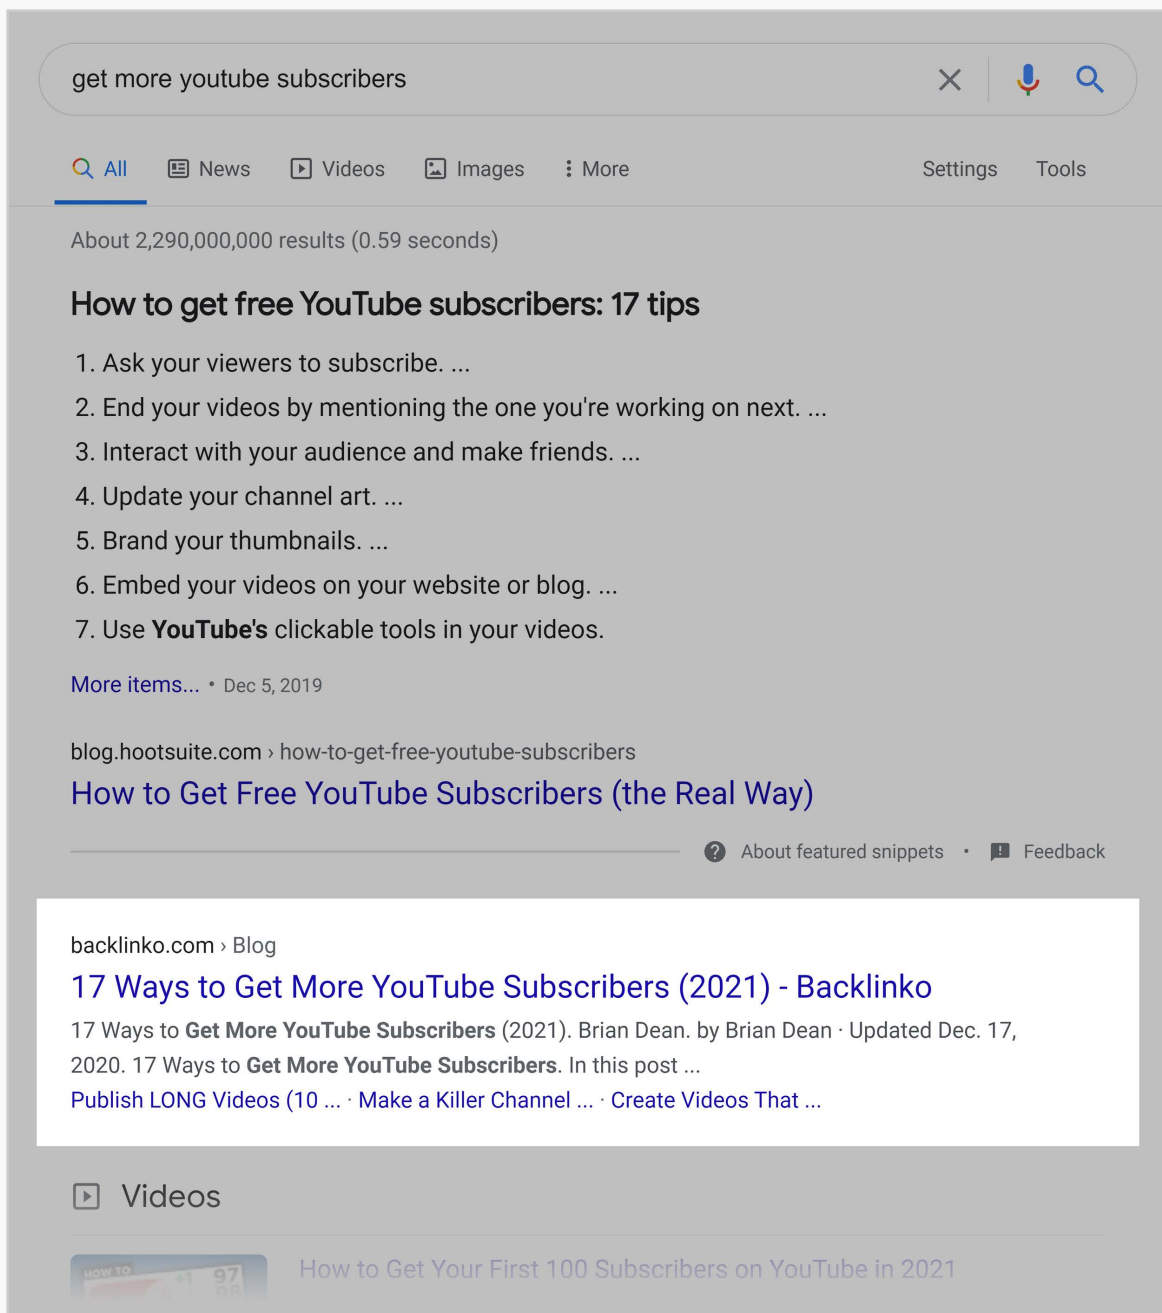 get more youtube subscribers
All News Videos Images More Settings Tools
About 2,290,000,000 results (0.59 seconds)
How to get free YouTube subscribers: 17 tips
1. Ask your viewers to subscribe. ...
2. End your videos by mentioning the one you're working on next. ...
3. Interact with your audience and make friends. ...
4. Update your channel art. ...
5. Brand your thumbnails. ...
6. Embed your videos on your website or blog. ...
7. Use YouTube's clickable tools in your videos.
More items... • Dec 5, 2019
blog.hootsuite.com › how-to-get-free-youtube-subscribers
How to Get Free YouTube Subscribers (the Real Way)
About featured snippets • Feedback
backlinko.com › Blog
17 Ways to Get More YouTube Subscribers (2021) - Backlinko
17 Ways to Get More YouTube Subscribers (2021). Brian Dean. by Brian Dean · Updated Dec. 17,
2020. 17 Ways to Get More YouTube Subscribers. In this post ...
Publish LONG Videos (10 ... · Make a Killer Channel ... · Create Videos That ...
Videos
HOW TO +1 97
98
How to Get Your First 100 Subscribers on YouTube in 2021